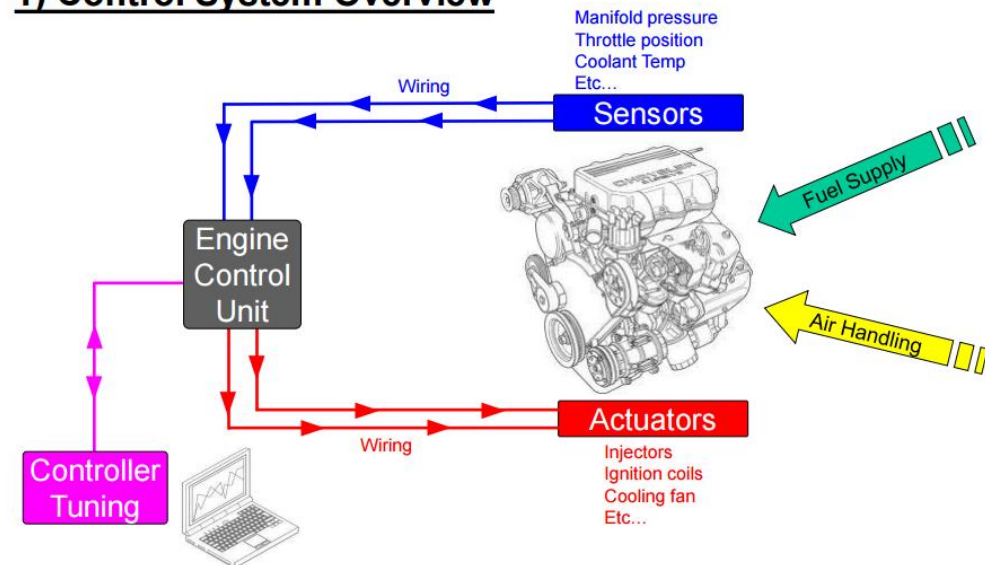 1) Control System Overview
Manifold pressure
Throttle position
Coolant Temp
Etc...
Wiring
Sensors
Fuel Supply
CHRYSLER
Engine
Control
Unit
Air Handling
Actuators
Wiring
Injectors
Ignition coils
Cooling fan
Etc...
Controller
Tuning